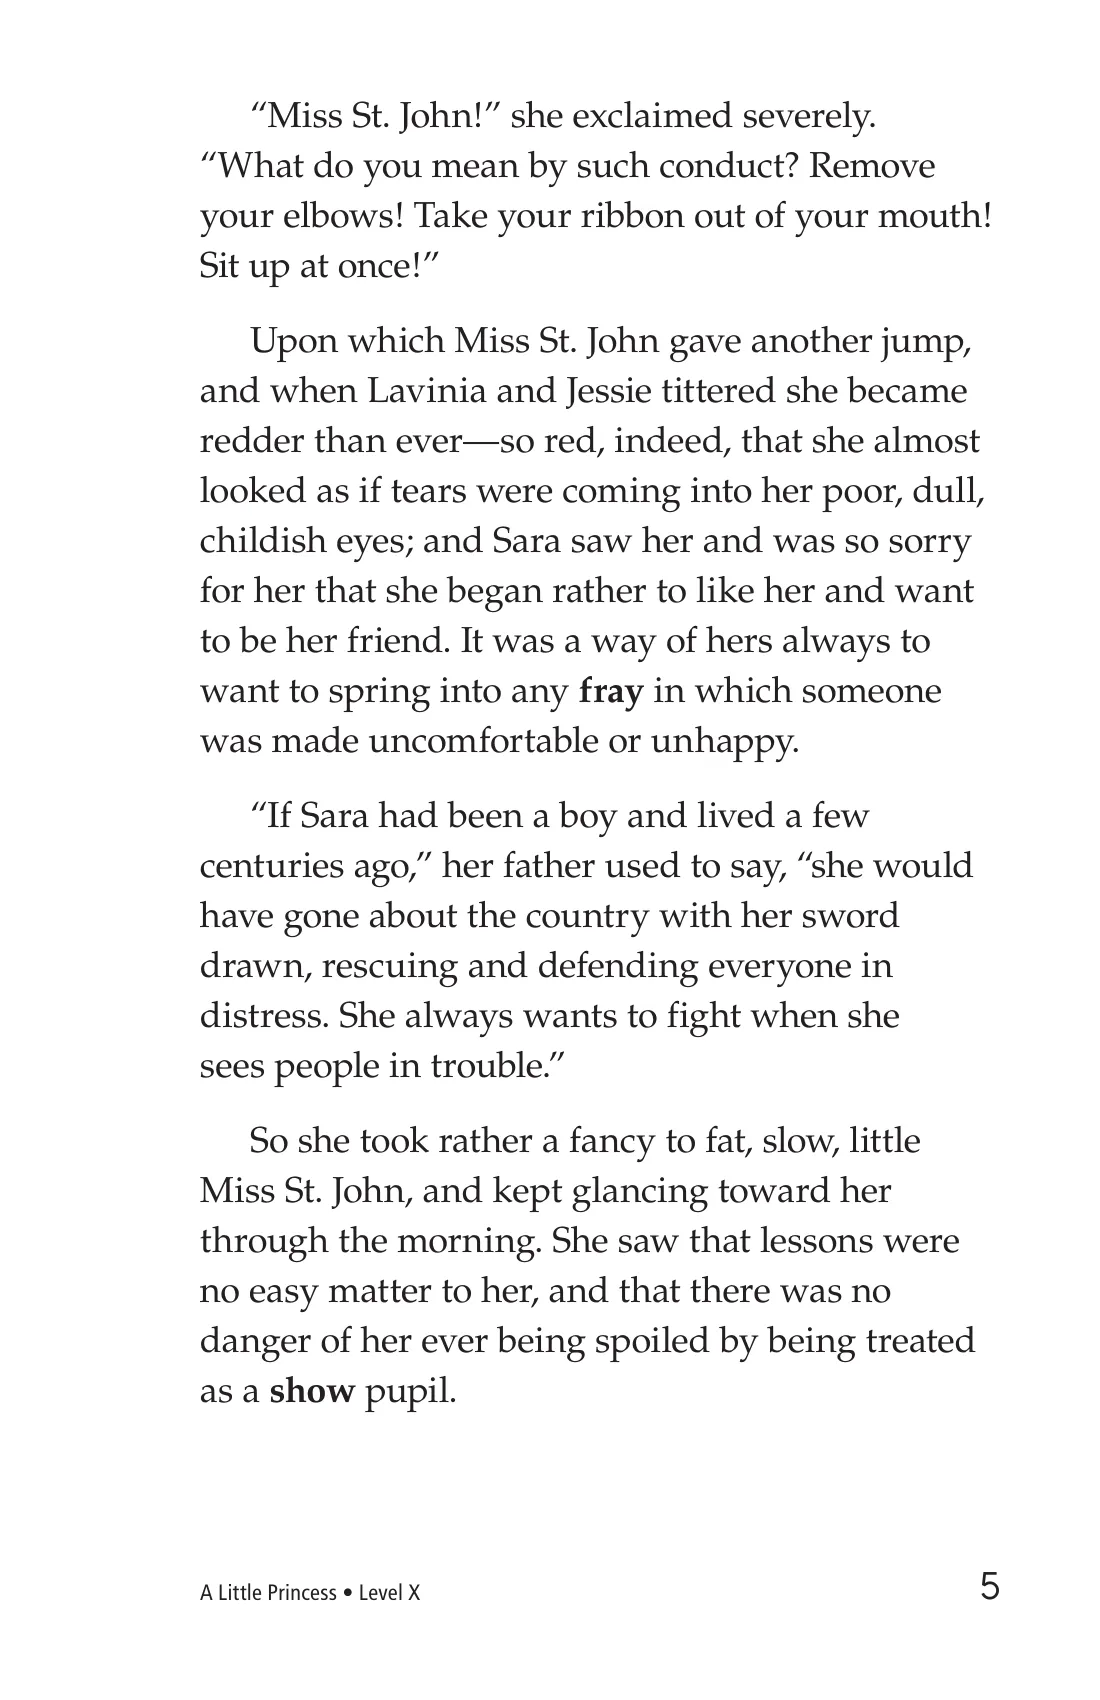 “Miss St. John!” she exclaimed severely.
“What do you mean by such conduct? Remove
your elbows! Take your ribbon out of your mouth!
Sit up at once!”
Upon which Miss St. John gave another jump,
and when Lavinia and Jessie tittered she became
redder than ever—so red, indeed, that she almost
looked as if tears were coming into her poor, dull,
childish eyes; and Sara saw her and was so sorry
for her that she began rather to like her and want
to be her friend. It was a way of hers always to
want to spring into any fray in which someone
was made uncomfortable or unhappy.
“If Sara had been a boy and lived a few
centuries ago,” her father used to say, “she would
have gone about the country with her sword
drawn, rescuing and defending everyone in
distress. She always wants to fight when she
sees people in trouble.”
So she took rather a fancy to fat, slow, little
Miss St. John, and kept glancing toward her
through the morning. She saw that lessons were
no easy matter to her, and that there was no
danger of her ever being spoiled by being treated
as a show pupil.
A Little Princess • Level X
5